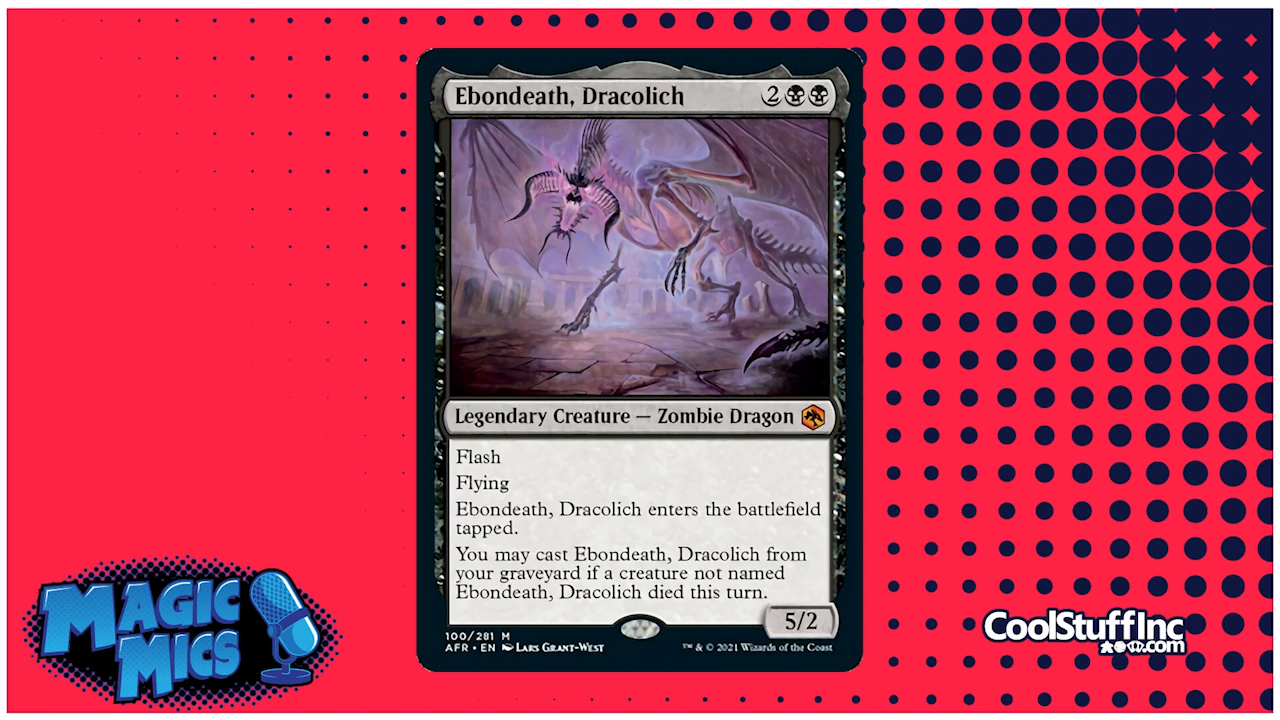 Ebondeath, Dracolich 2
Legendary Creature — Zombie Dragon
Flash
Flying
Ebondeath, Dracolich enters the battlefield
tapped.
You may cast Ebondeath, Dracolich from
your graveyard if a creature not named
Ebondeath, Dracolich died this turn.
5/2
100/281 M
AFR • EN Lars Grant-West
™ & © 2021 Wizards of the Coast
MAGIC
MICS
CoolStuffInc
.com